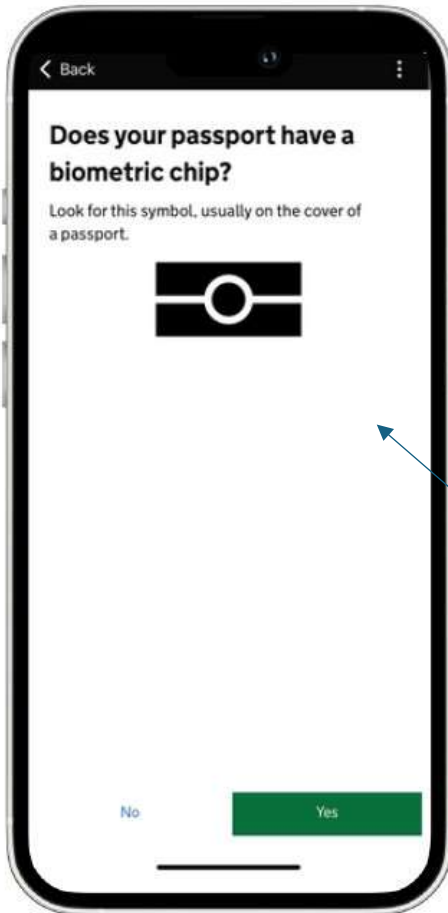 Back
Does your passport have a
biometric chip?
Look for this symbol, usually on the cover of
a passport.
No
Yes